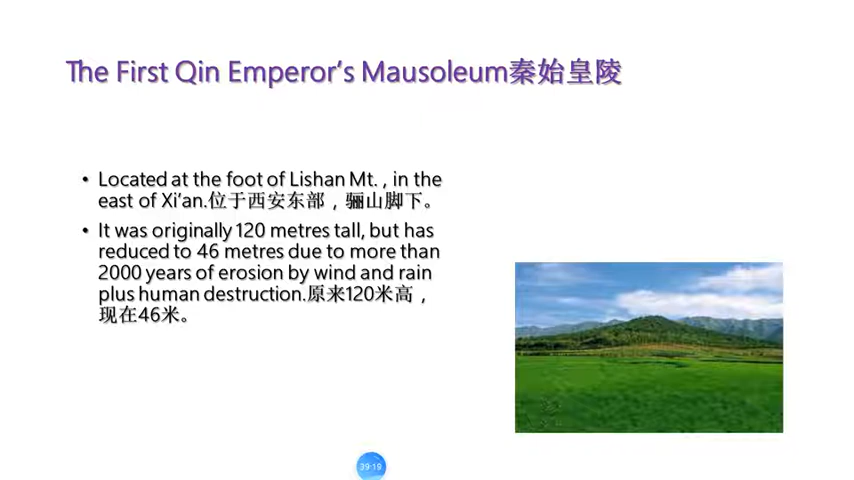 The First Qin Emperor's Mausoleum秦始皇陵
• Located at the foot of Lishan Mt. , in the
east of Xi'an.位于西安东部，骊山脚下。
• It was originally 120 metres tall, but has
reduced to 46 metres due to more than
2000 years of erosion by wind and rain
plus human destruction.原来120米高，
现在46米。
39:19